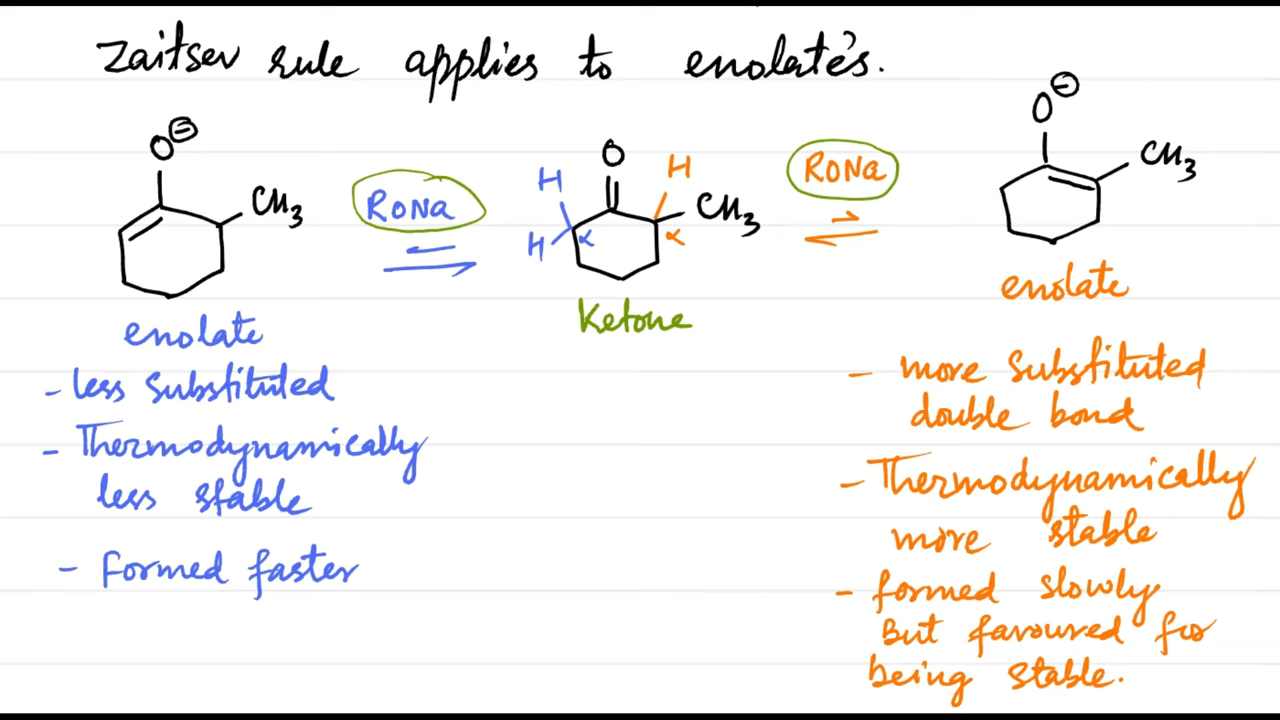 Zaitsev rule applies to enolate's.
O⊖
CH3
enolate
- less substituted
- Thermodynamically
less stable
- formed faster
RONa
O
H
H
α
H
α
CH3
Ketone
RONa
O⊖
CH3
enolate
- more substituted
double bond
- Thermodynamically
more stable
- formed slowly
But favoured for
being stable.